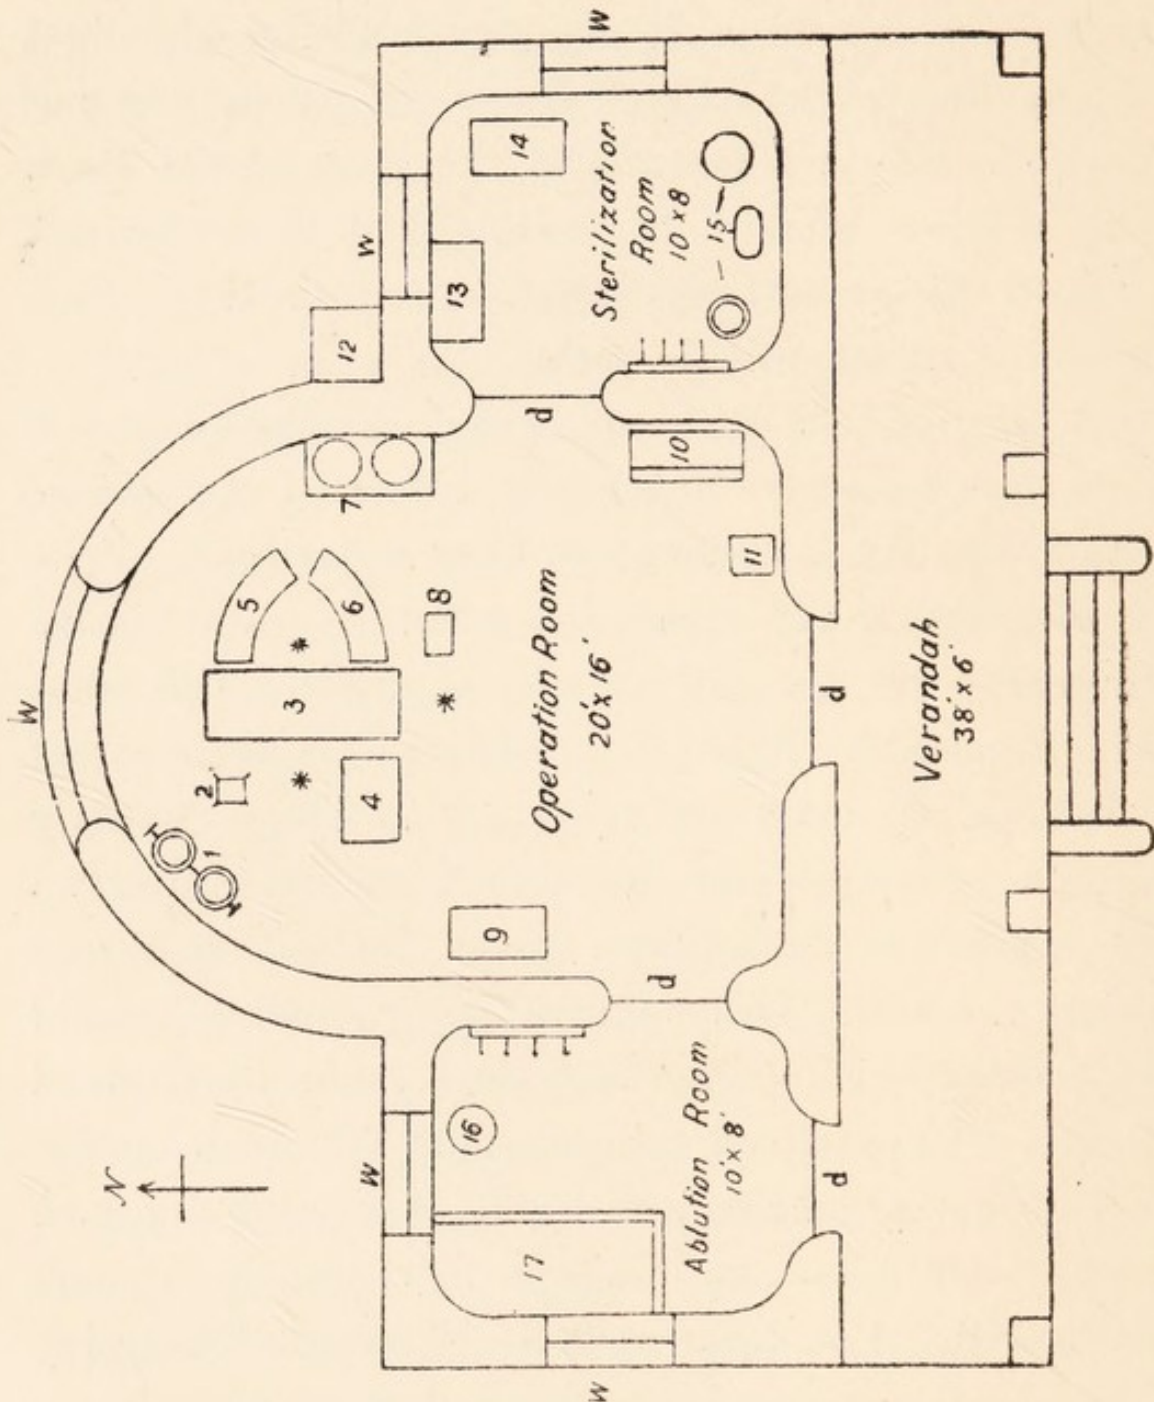 N
W
W
W
W
W
1
2
3
4
5
6
7
8
9
10
11
12
13
14
15
16
17
d
d
d
d
Operation Room
20' x 16'
Sterilization
Room
10 x 8
Ablution Room
10' x 8'
Verandah
38' x 6'